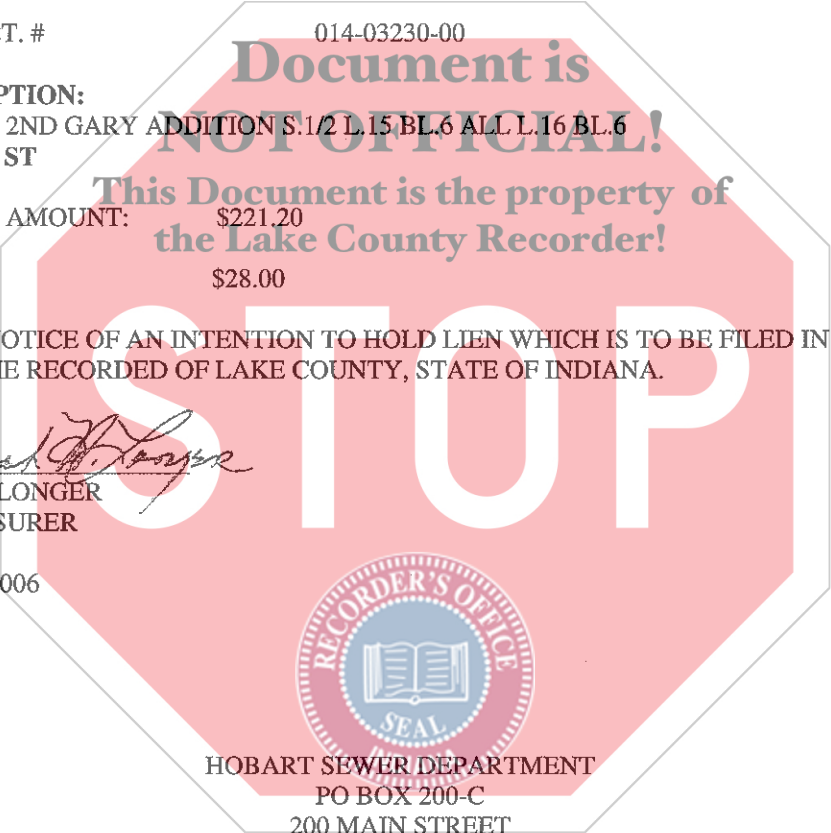 CT. # 014-03230-00
Document is
PTION:
2ND GARY ADDITION S.1/2 L.15 BL.6 ALL L.16 BL.6
NOT OFFICIAL!
ST
This Document is the property of
AMOUNT: $221.20
the Lake County Recorder!
$28.00
STOP
OTICE OF AN INTENTION TO HOLD LIEN WHICH IS TO BE FILED IN
E RECORDED OF LAKE COUNTY, STATE OF INDIANA.
LONGER
SURER
006
RECORDER'S OFFICE
SEAL
INDIANA
HOBART SEWER DEPARTMENT
PO BOX 200-C
200 MAIN STREET